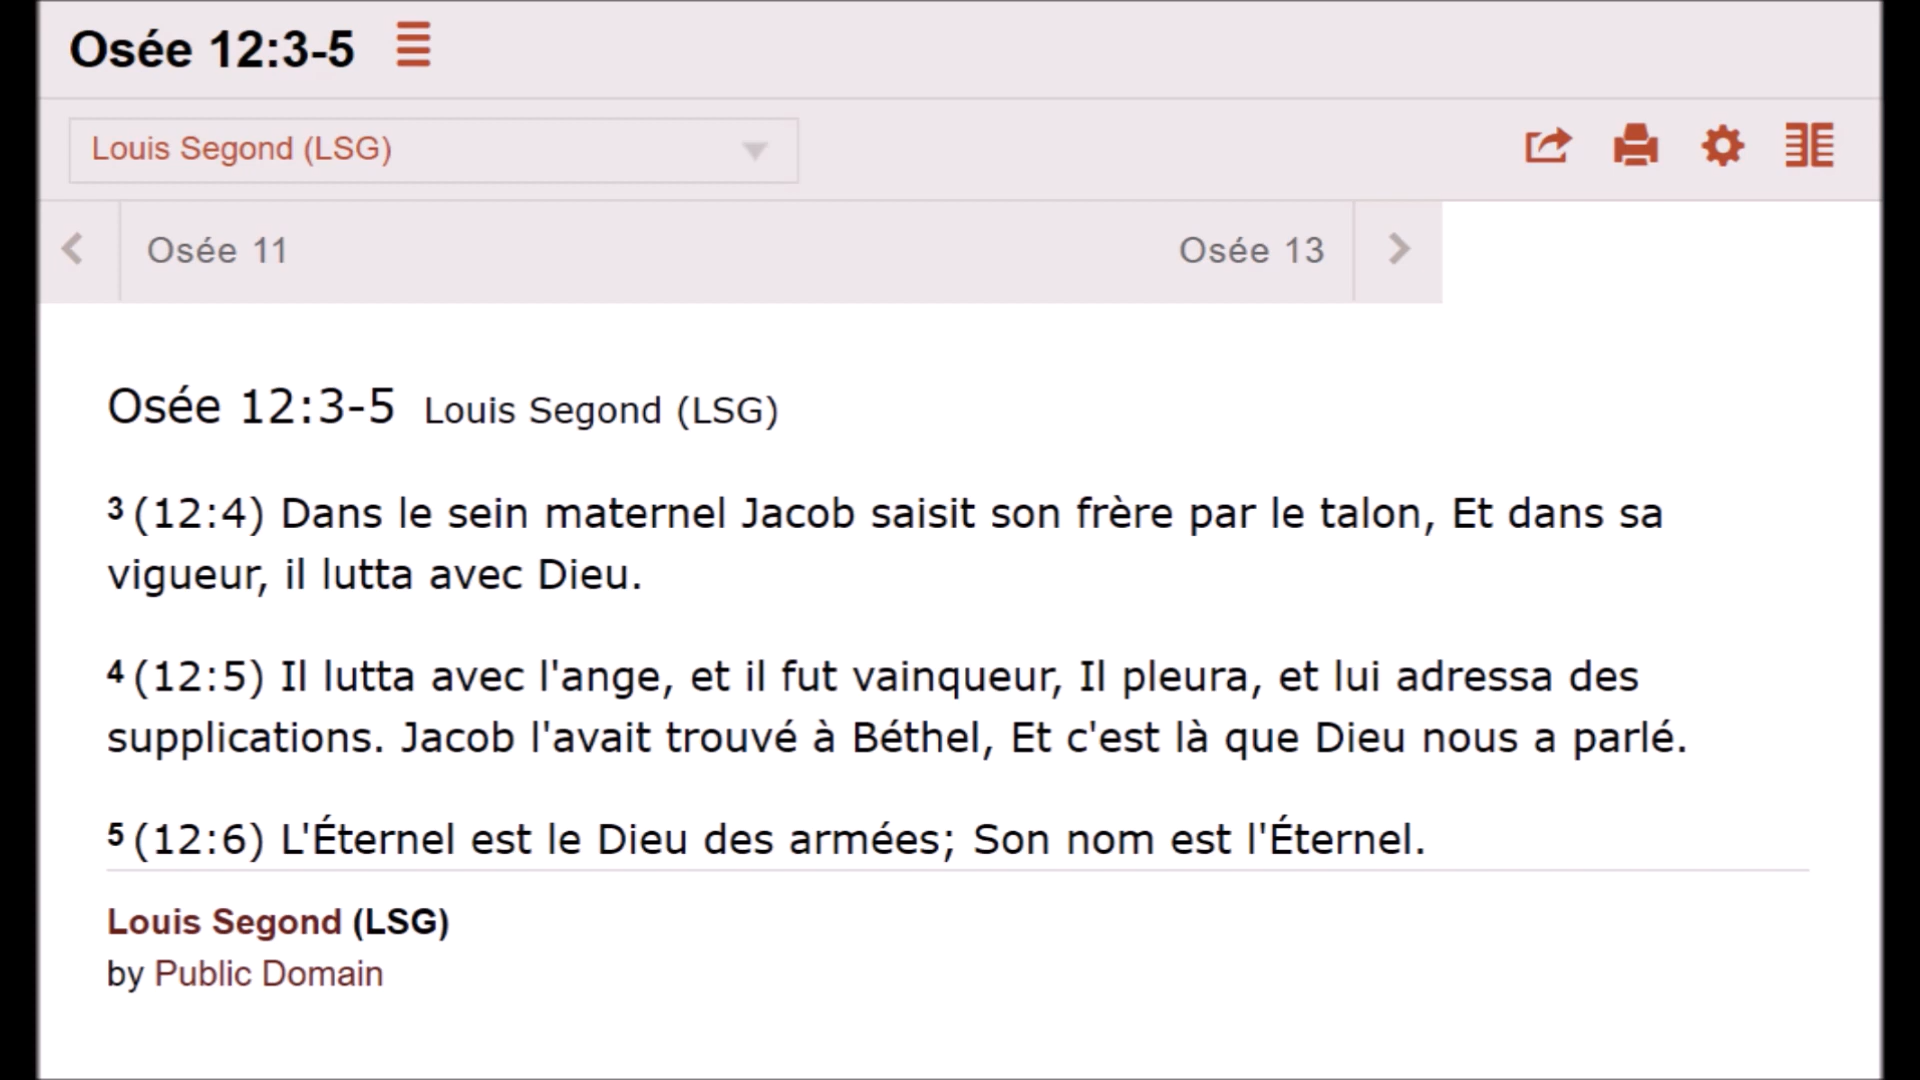 Osée 12:3-5
Louis Segond (LSG)
Osée 11
Osée 13
Osée 12:3-5 Louis Segond (LSG)
3 (12:4) Dans le sein maternel Jacob saisit son frère par le talon, Et dans sa
vigueur, il lutta avec Dieu.
4 (12:5) Il lutta avec l'ange, et il fut vainqueur, Il pleura, et lui adressa des
supplications. Jacob l'avait trouvé à Béthel, Et c'est là que Dieu nous a parlé.
5 (12:6) L'Éternel est le Dieu des armées; Son nom est l'Éternel.
Louis Segond (LSG)
by Public Domain